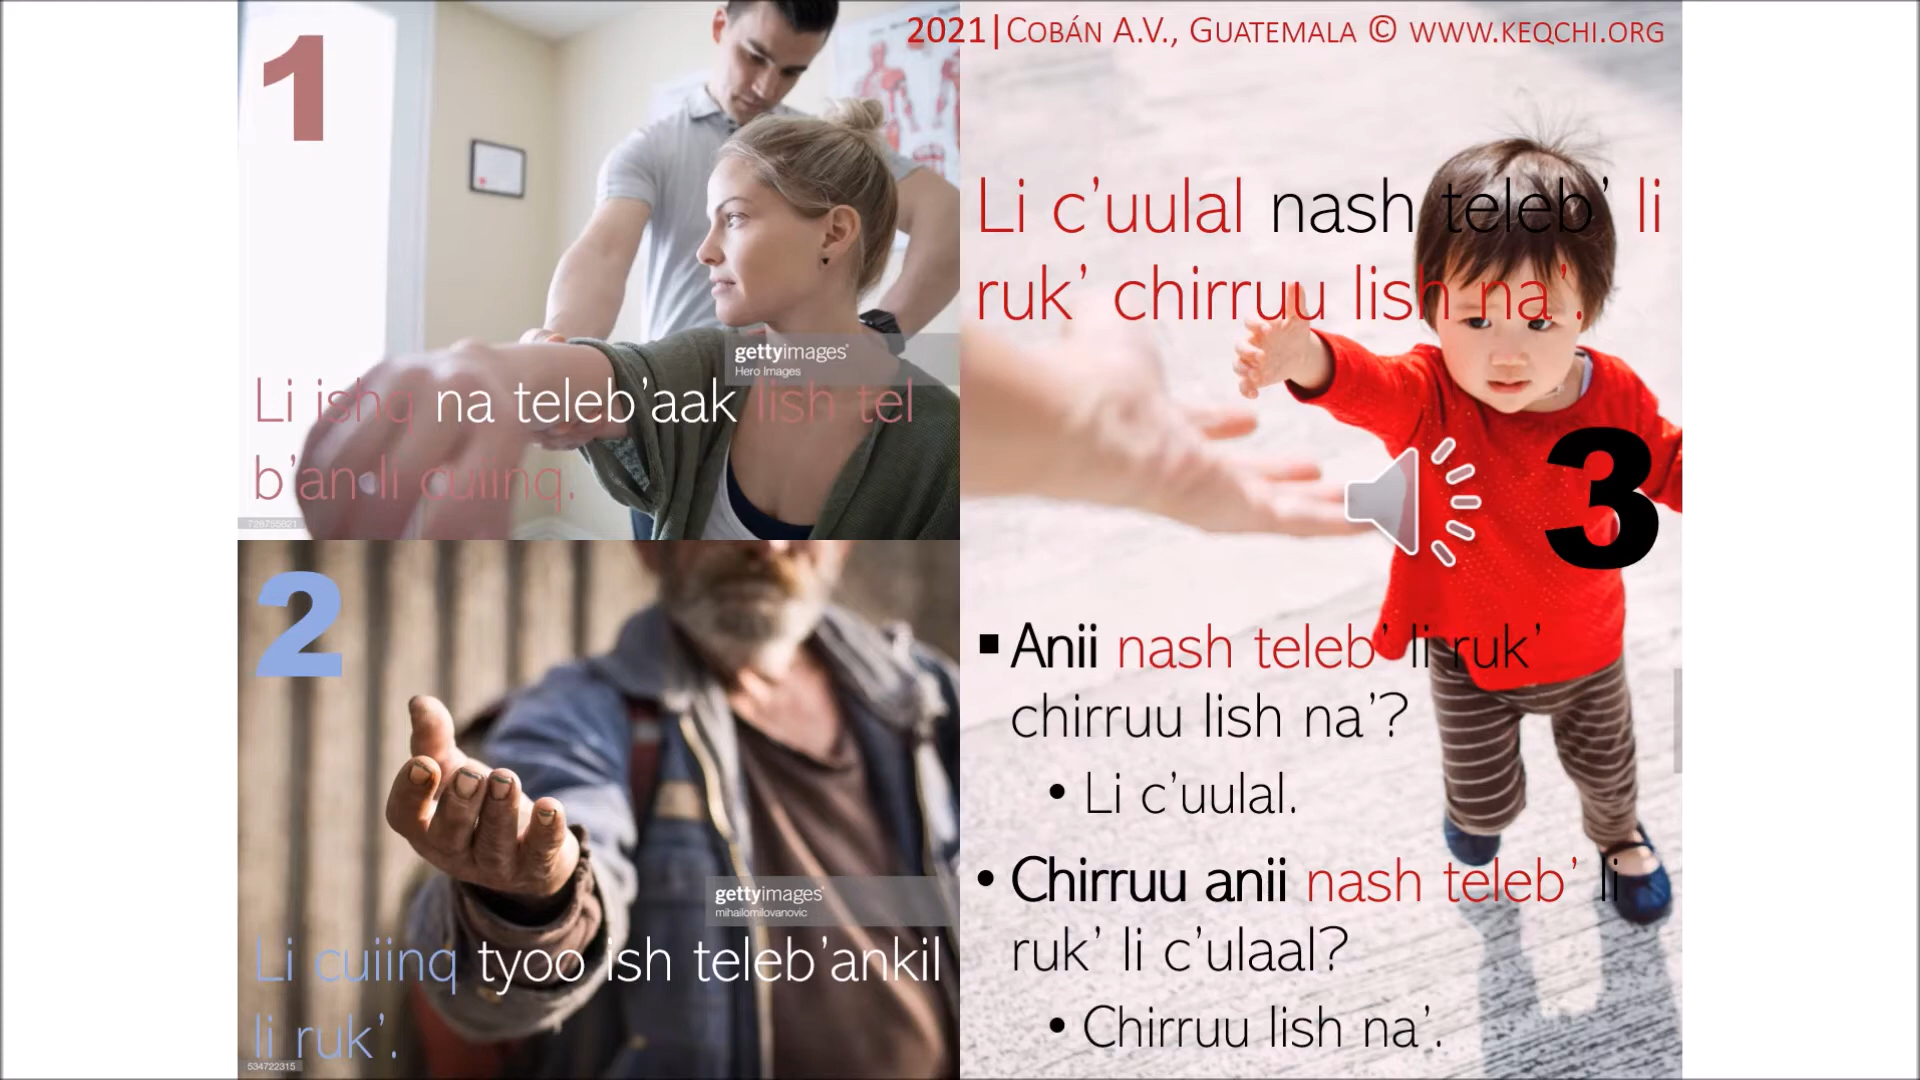 2021|COBÁN A.V., GUATEMALA © WWW.KEQCHI.ORG
1
gettyimages®
Hero Images
Li ishq na teleb'aak lish tel
b'an li cuiinq.
728755821
2
gettyimages®
mihailomilovanovic
Li cuiinq tyoo ish teleb'ankil
li ruk'.
534722315
Li c'uulal nash teleb' li
ruk' chirruu lish na'.
3
▪ Anii nash teleb' li ruk'
chirruu lish na'?
• Li c'uulal.
• Chirruu anii nash teleb' li
ruk' li c'ulaal?
• Chirruu lish na'.